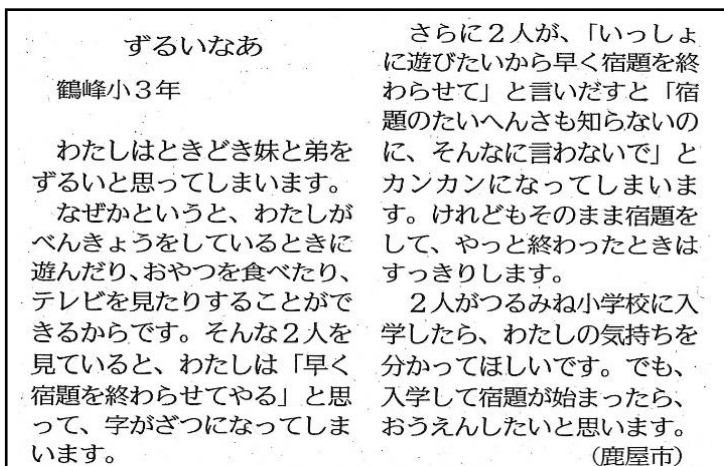 ずるいなあ
鶴峰小3年
わたしはときどき妹と弟を
ずるいと思ってしまいます。
なぜかというと、わたしが
べんきょうをしているときに
遊んだり、おやつを食べたり、
テレビを見たりすることがで
きるからです。そんな2人を
見ていると、わたしは「早く
宿題を終わらせてやる」と思
って、字がざつになってしま
います。
さらに2人が、「いっしょ
に遊びたいから早く宿題を終
わらせて」と言いだすと「宿
題のたいへんさも知らないの
に、そんなに言わないで」と
カンカンになってしまいま
す。けれどもそのまま宿題を
して、やっと終わったときは
すっきりします。
2人がつるみね小学校に入
学したら、わたしの気持ちを
分かってほしいです。でも、
入学して宿題が始まったら、
おうえんしたいと思います。
（鹿屋市）